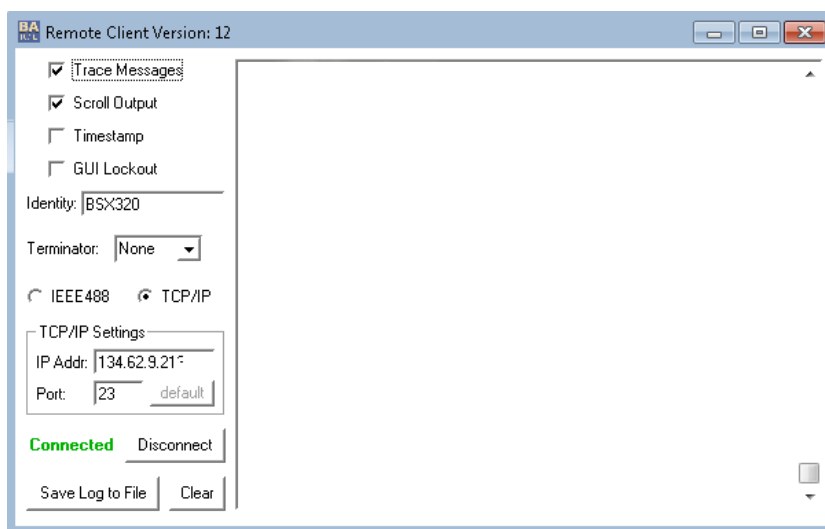 Remote Client Version: 12
Trace Messages
Scroll Output
Timestamp
GUI Lockout
Identity: BSX320
Terminator: None
IEEE488 TCP/IP
TCP/IP Settings
IP Addr:
Port: 23 default
Connected Disconnect
Save Log to File Clear